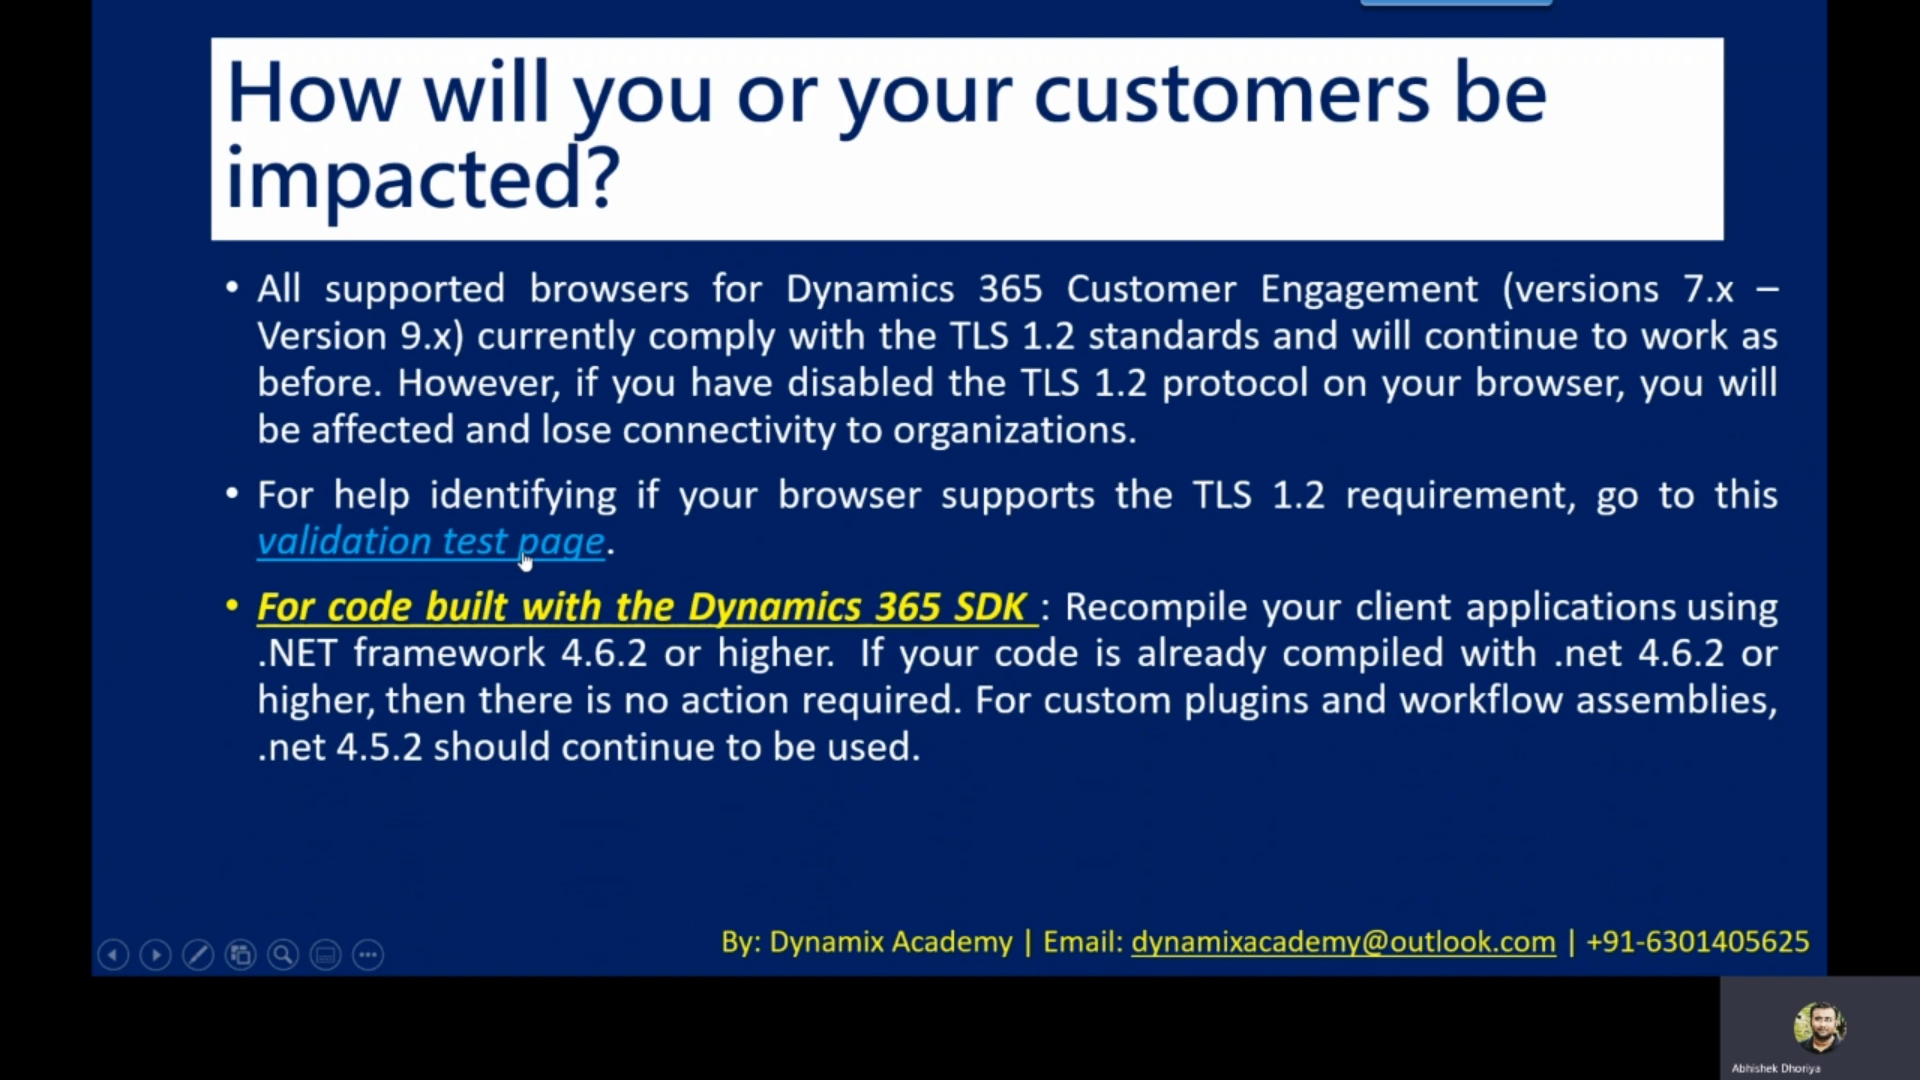 How will you or your customers be
impacted?
• All supported browsers for Dynamics 365 Customer Engagement (versions 7.x –
Version 9.x) currently comply with the TLS 1.2 standards and will continue to work as
before. However, if you have disabled the TLS 1.2 protocol on your browser, you will
be affected and lose connectivity to organizations.
• For help identifying if your browser supports the TLS 1.2 requirement, go to this
validation test page.
• For code built with the Dynamics 365 SDK : Recompile your client applications using
.NET framework 4.6.2 or higher. If your code is already compiled with .net 4.6.2 or
higher, then there is no action required. For custom plugins and workflow assemblies,
.net 4.5.2 should continue to be used.
By: Dynamix Academy | Email: dynamixacademy@outlook.com | +91-6301405625
Abhishek Dhoriya